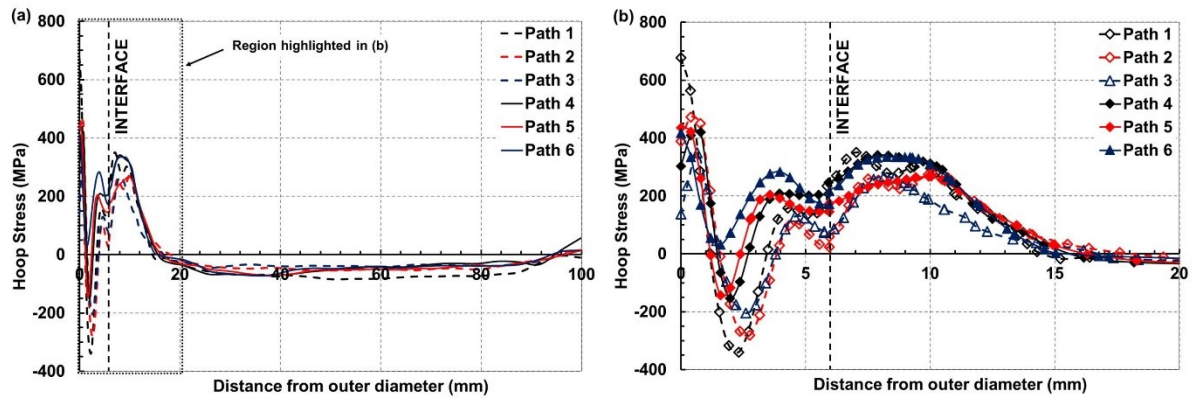 (a)
800
600
400
200
0
-200
-400
Hoop Stress (MPa)
0
20
40
60
80
100
Distance from outer diameter (mm)
INTERFACE
Region highlighted in (b)
Path 1
Path 2
Path 3
Path 4
Path 5
Path 6
(b)
800
600
400
200
0
-200
-400
Hoop Stress (MPa)
0
5
10
15
20
Distance from outer diameter (mm)
INTERFACE
Path 1
Path 2
Path 3
Path 4
Path 5
Path 6